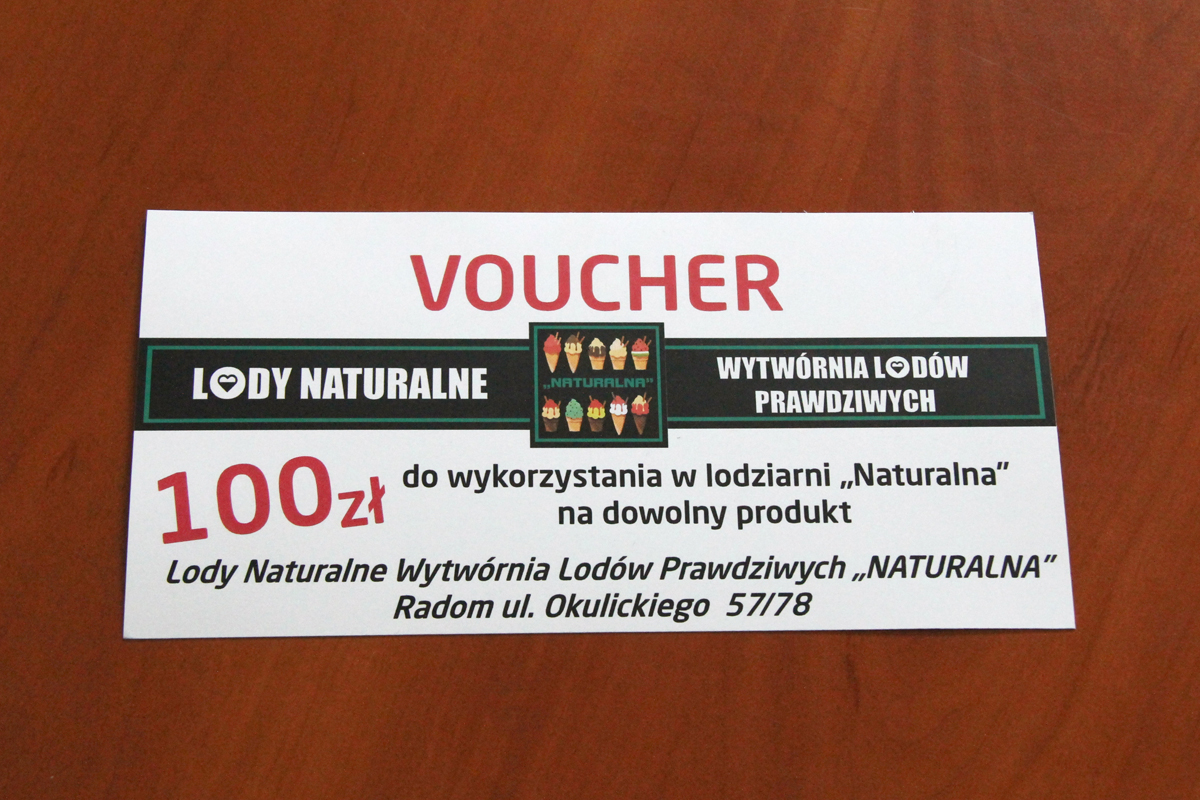 VOUCHER
LODY NATURALNE
„NATURALNA”
WYTWÓRNIA LODÓW
PRAWDZIWYCH
100zł
do wykorzystania w lodziarni „Naturalna”
na dowolny produkt
Lody Naturalne Wytwórnia Lodów Prawdziwych „NATURALNA”
Radom ul. Okulickiego 57/78